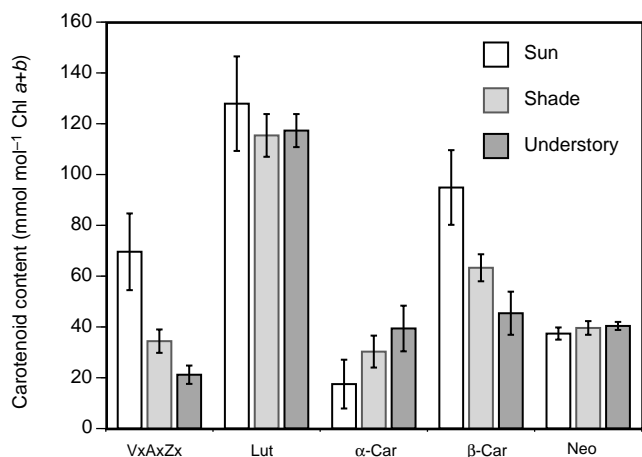 160
140
120
100
80
60
40
20
0
Carotenoid content (mmol mol⁻¹ Chl a+b)
Sun
Shade
Understory
VxAxZx Lut α-Car β-Car Neo